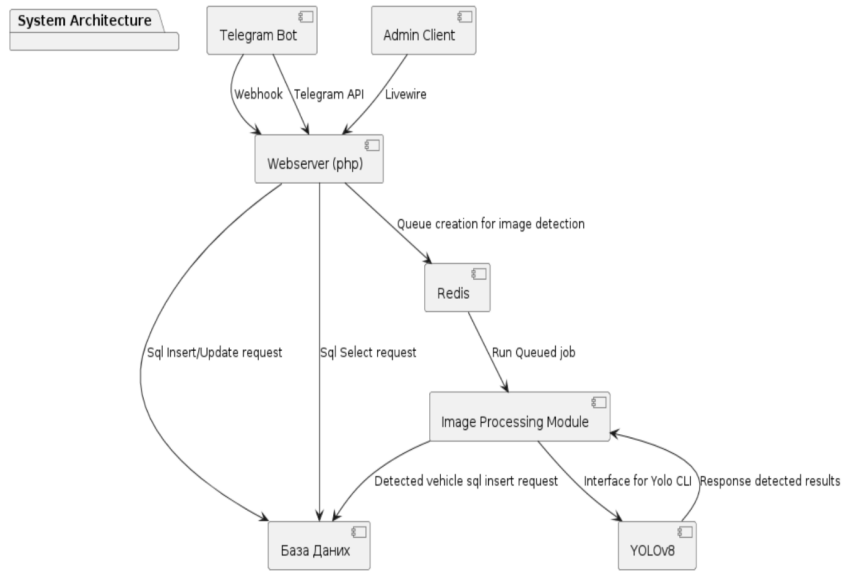 System Architecture
Telegram Bot
Admin Client
Webhook
Telegram API
Livewire
Webserver (php)
Queue creation for image detection
Redis
Sql Insert/Update request
Sql Select request
Run Queued job
Image Processing Module
Detected vehicle sql insert request
Interface for Yolo CLI
Response detected results
База Даних
YOLOv8